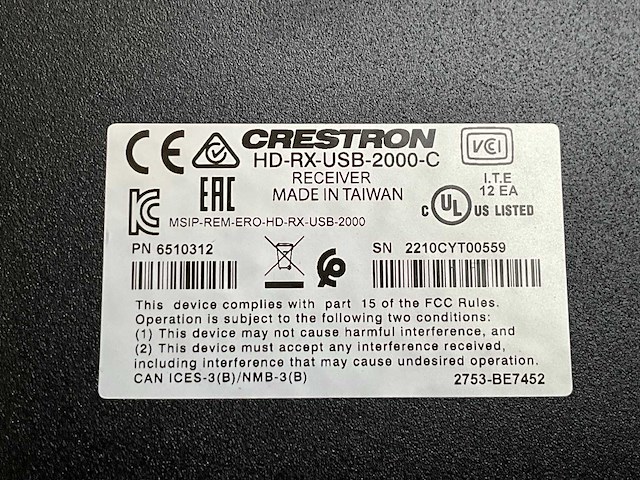 CE CRESTRON VCI
HD-RX-USB-2000-C
RECEIVER
MADE IN TAIWAN
EAC
I.T.E
12 EA
C UL US LISTED
KC
MSIP-REM-ERO-HD-RX-USB-2000
PN 6510312
SN 2210CYT00559
This device complies with part 15 of the FCC Rules.
Operation is subject to the following two conditions:
(1) This device may not cause harmful interference, and
(2) This device must accept any interference received,
including interference that may cause undesired operation.
CAN ICES-3(B)/NMB-3(B)
2753-BE7452